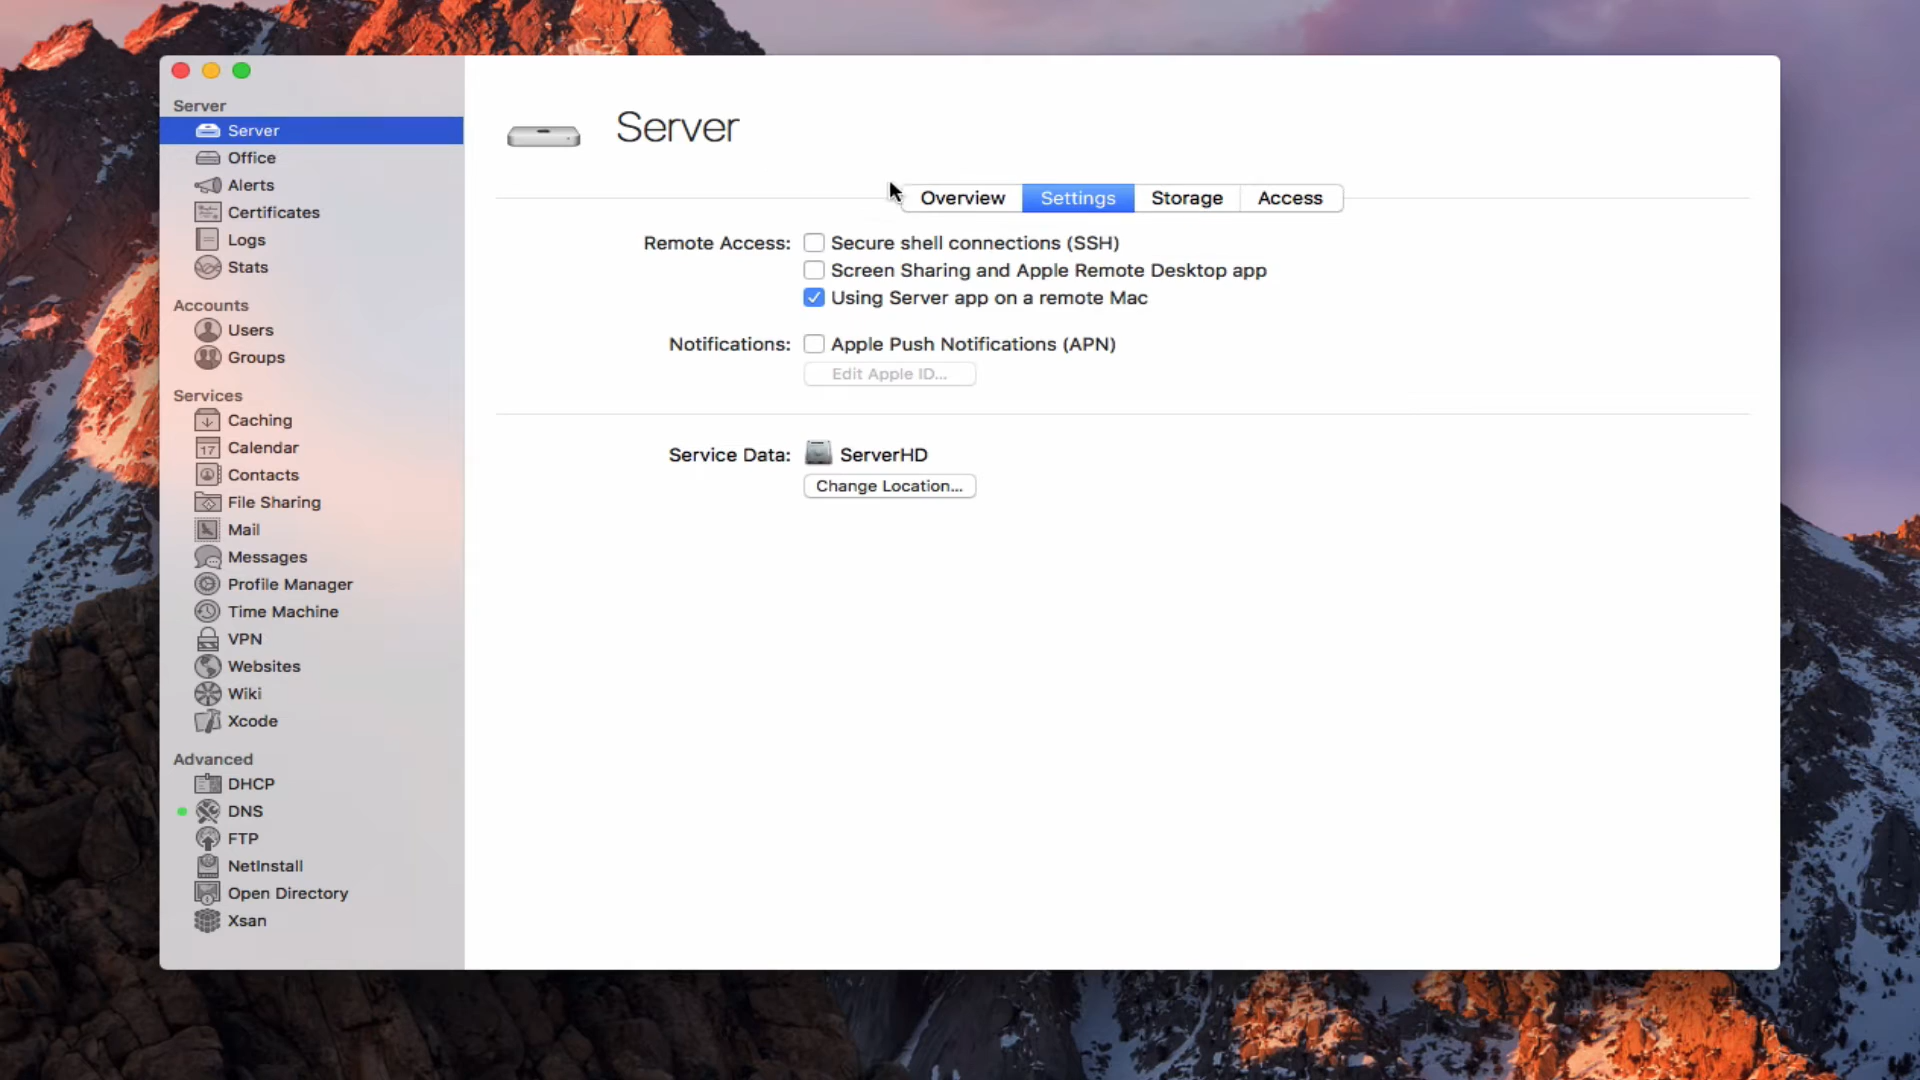 Server
Server
Office
Alerts
Certificates
Logs
Stats
Accounts
Users
Groups
Services
Caching
17
Calendar
Contacts
File Sharing
Mail
Messages
Profile Manager
Time Machine
VPN
Websites
Wiki
Xcode
Advanced
DHCP
DNS
FTP
NetInstall
Open Directory
Xsan
Server
Overview Settings Storage Access
Remote Access: Secure shell connections (SSH)
Screen Sharing and Apple Remote Desktop app
Using Server app on a remote Mac
Notifications: Apple Push Notifications (APN)
Edit Apple ID...
Service Data: ServerHD
Change Location...